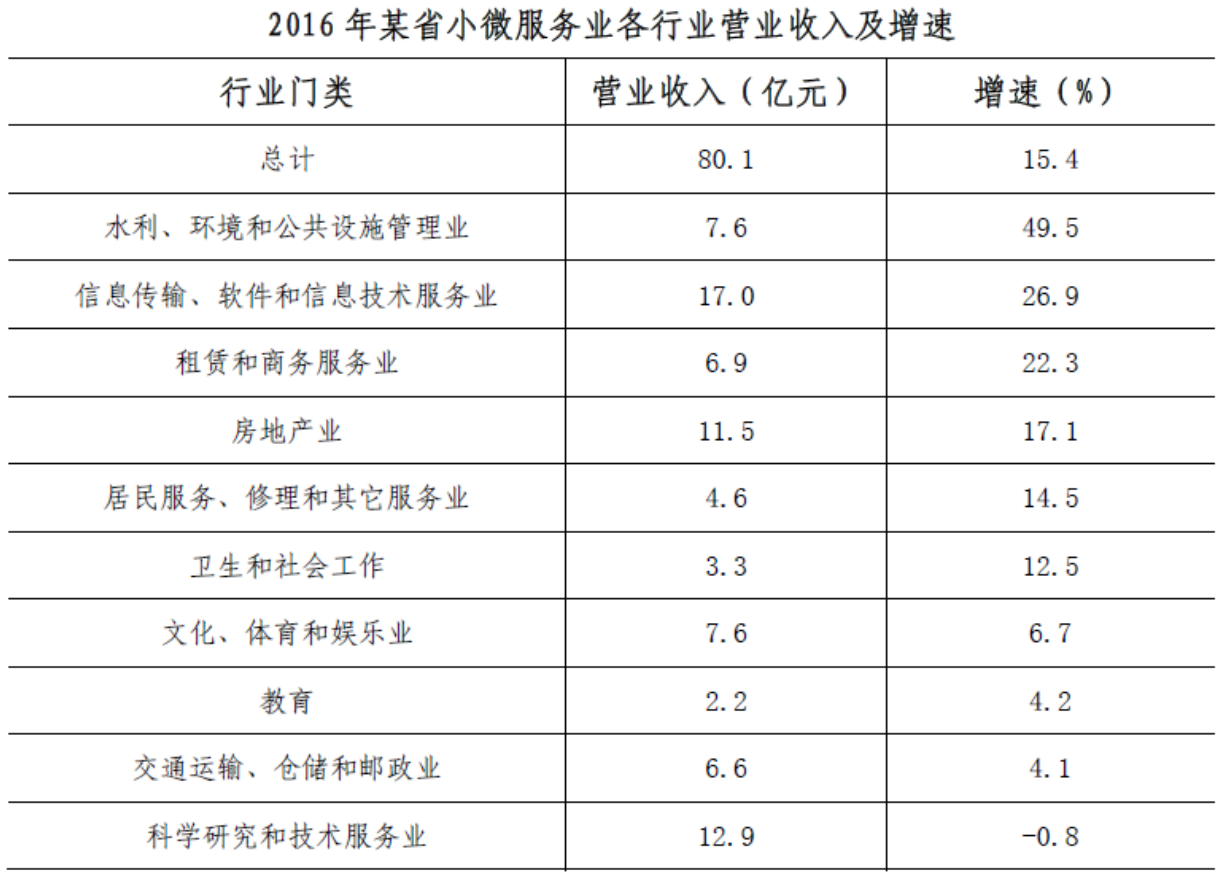 2016 年某省小微服务业各行业营业收入及增速
行业门类 营业收入（亿元） 增速（%）
总计 80.1 15.4
水利、环境和公共设施管理业 7.6 49.5
信息传输、软件和信息技术服务业 17.0 26.9
租赁和商务服务业 6.9 22.3
房地产业 11.5 17.1
居民服务、修理和其它服务业 4.6 14.5
卫生和社会工作 3.3 12.5
文化、体育和娱乐业 7.6 6.7
教育 2.2 4.2
交通运输、仓储和邮政业 6.6 4.1
科学研究和技术服务业 12.9 -0.8